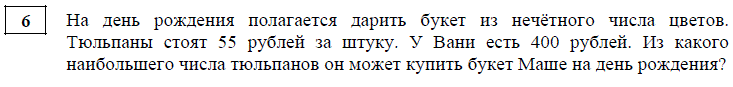 6
На день рождения полагается дарить букет из нечётного числа цветов.
Тюльпаны стоят 55 рублей за штуку. У Вани есть 400 рублей. Из какого
наибольшего числа тюльпанов он может купить букет Маше на день рождения?